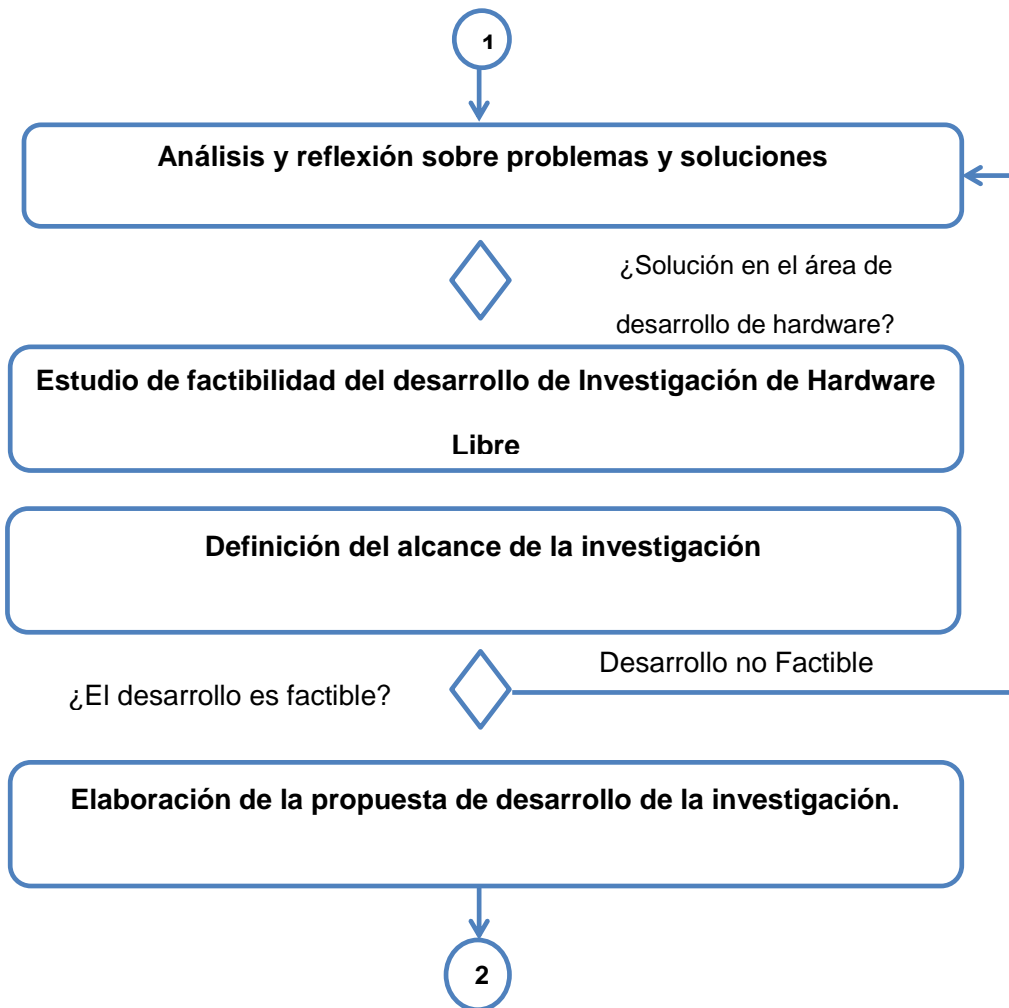 1
Análisis y reflexión sobre problemas y soluciones
¿Solución en el área de
desarrollo de hardware?
Estudio de factibilidad del desarrollo de Investigación de Hardware
Libre
Definición del alcance de la investigación
Desarrollo no Factible
¿El desarrollo es factible?
Elaboración de la propuesta de desarrollo de la investigación.
2